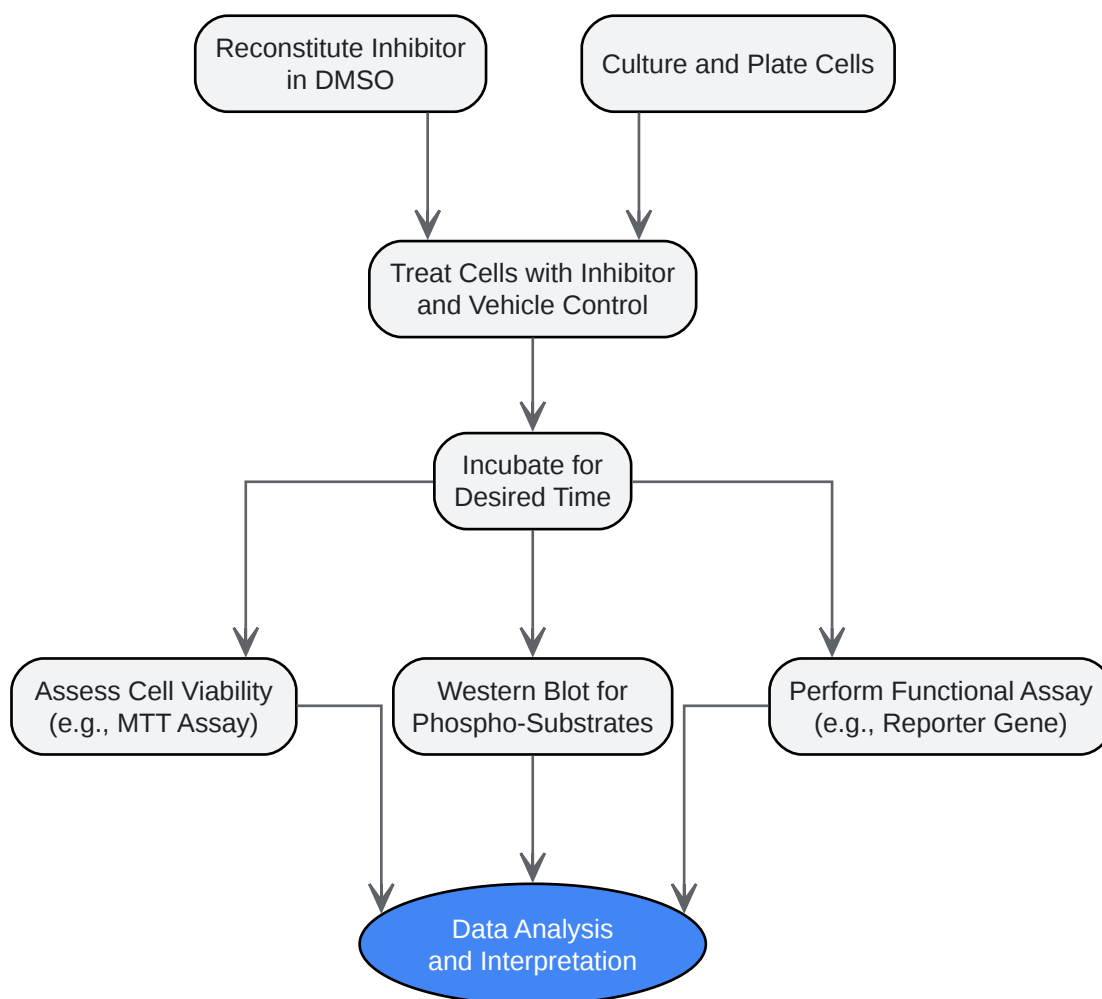 Reconstitute Inhibitor
in DMSO
Culture and Plate Cells
Treat Cells with Inhibitor
and Vehicle Control
Incubate for
Desired Time
Assess Cell Viability
(e.g., MTT Assay)
Western Blot for
Phospho-Substrates
Perform Functional Assay
(e.g., Reporter Gene)
Data Analysis
and Interpretation